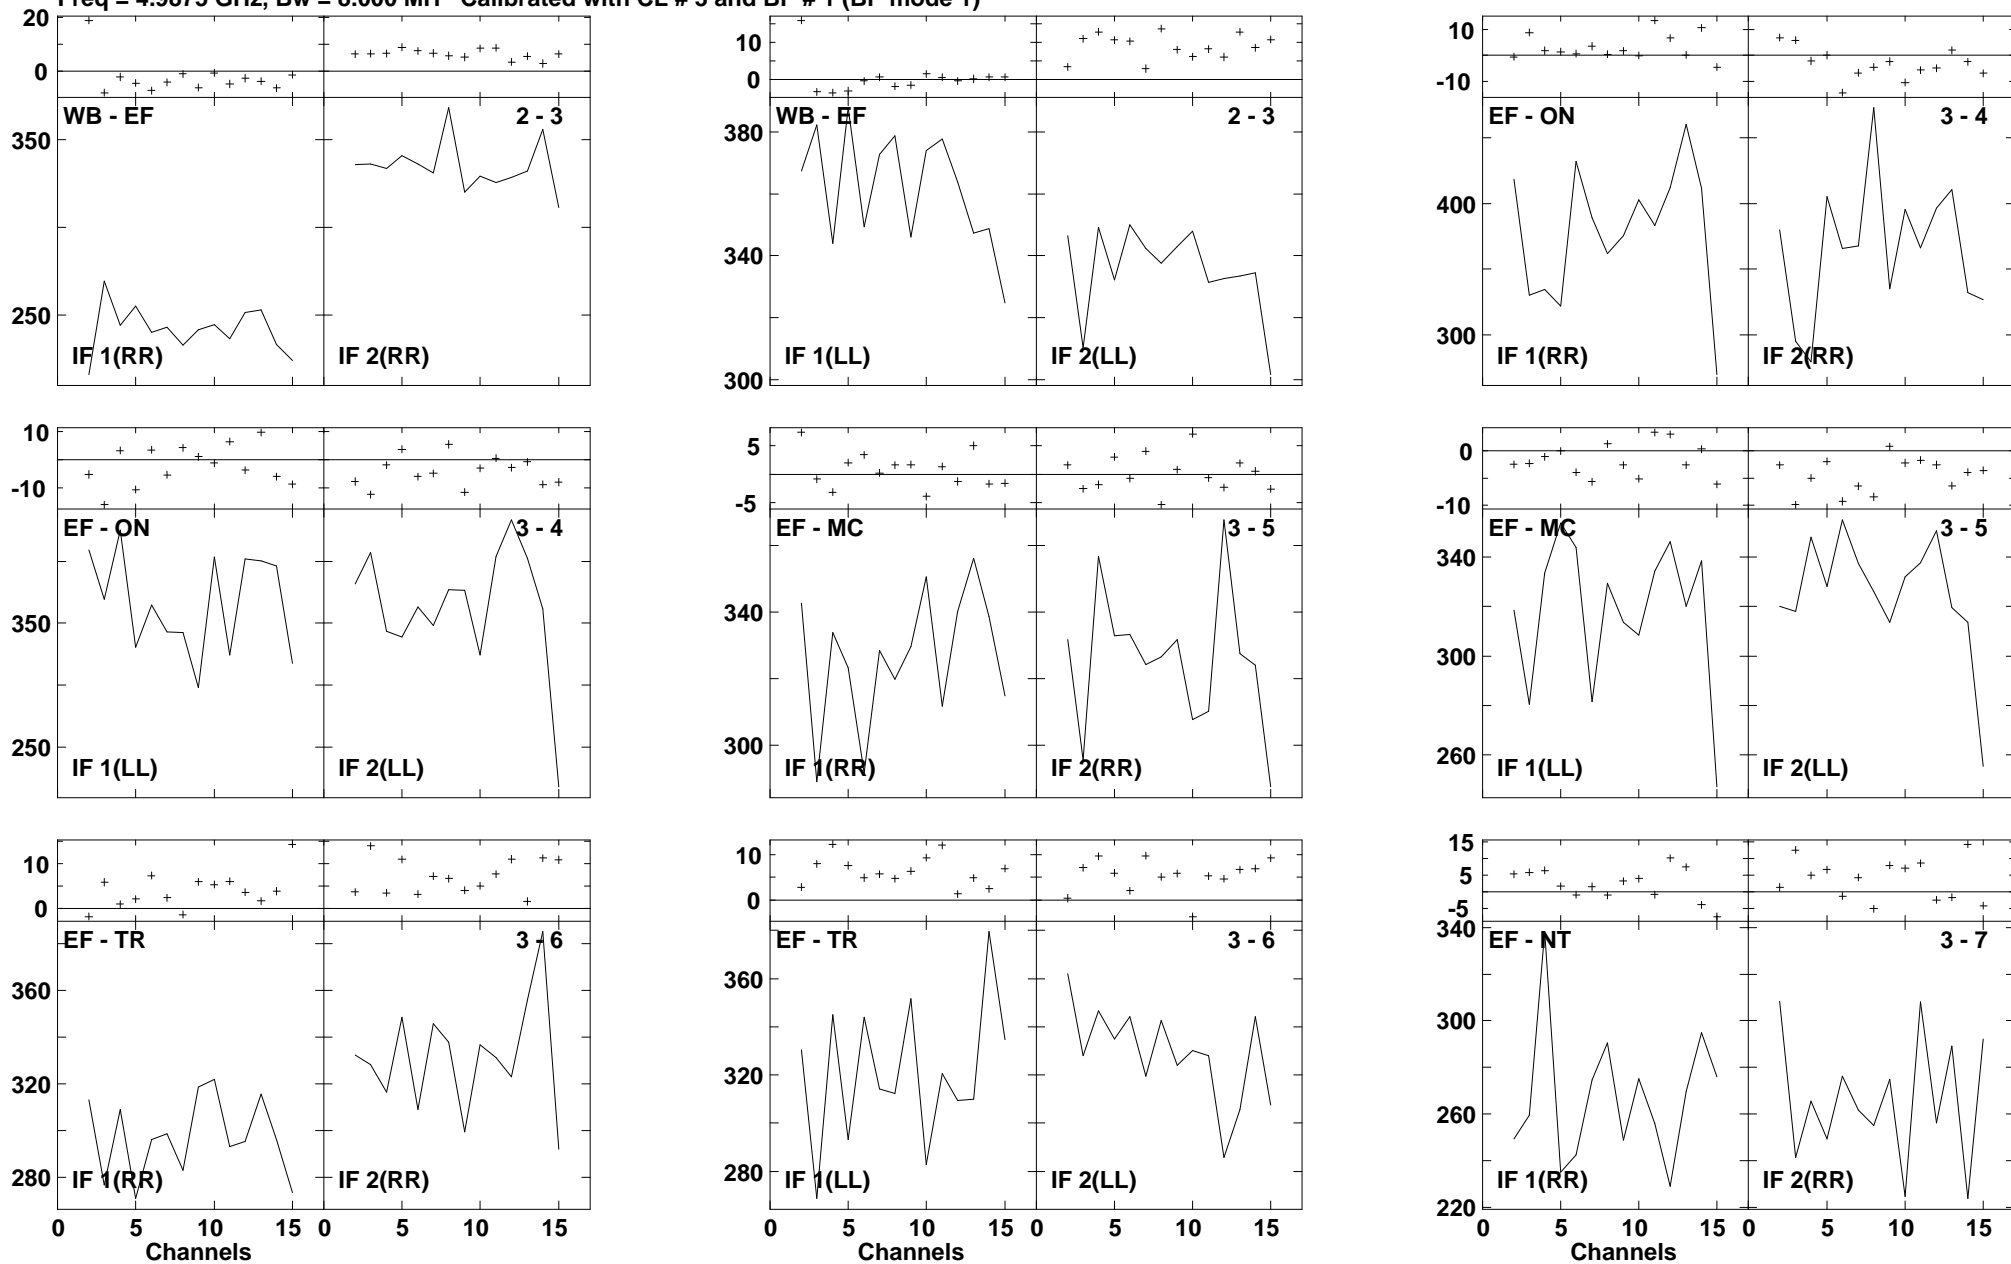 Freq = 4.9875 GHz, Bw = 8.000 MH Calibrated with CL # 3 and BP # 1 (BP mode 1)
20
0
350
250
WB - EF
2 - 3
IF 1(RR)
IF 2(RR)
10
0
380
340
300
WB - EF
2 - 3
IF 1(LL)
IF 2(LL)
10
-10
400
300
EF - ON
3 - 4
IF 1(RR)
IF 2(RR)
10
-10
350
250
EF - ON
3 - 4
IF 1(LL)
IF 2(LL)
5
-5
340
300
EF - MC
3 - 5
IF 1(RR)
IF 2(RR)
0
-10
340
300
260
EF - MC
3 - 5
IF 1(LL)
IF 2(LL)
10
0
360
320
280
EF - TR
3 - 6
IF 1(RR)
IF 2(RR)
0 5 10 15 0 5 10 15
Channels
10
0
360
320
280
EF - TR
3 - 6
IF 1(LL)
IF 2(LL)
0 5 10 15 0 5 10 15
Channels
15
5
-5
340
300
260
220
EF - NT
3 - 7
IF 1(RR)
IF 2(RR)
0 5 10 15 0 5 10 15
Channels